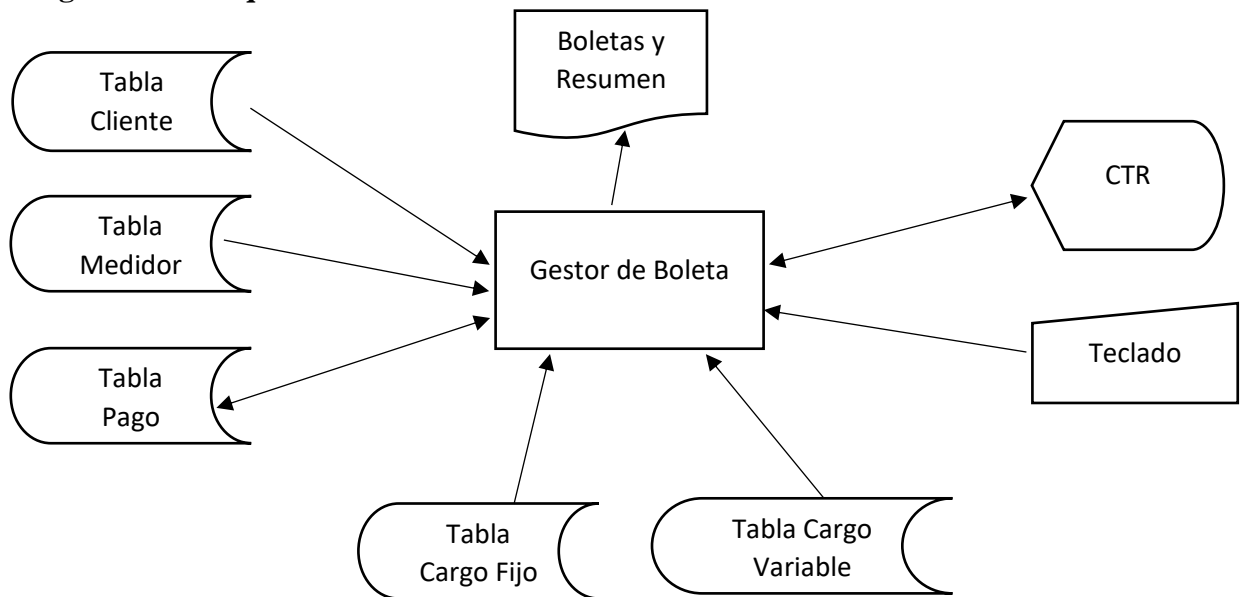 Boletas y
Resumen
Tabla
Cliente
CTR
Tabla
Medidor
Gestor de Boleta
Teclado
Tabla
Pago
Tabla
Cargo Fijo
Tabla Cargo
Variable